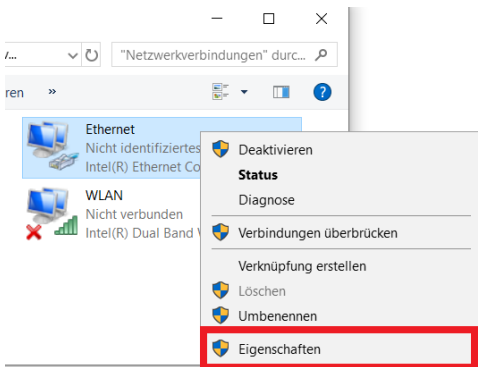 "Netzwerkverbindungen" durc...
ren »
Ethernet
Nicht identifiziertes
Intel(R) Ethernet Co
WLAN
Nicht verbunden
Intel(R) Dual Band
Deaktivieren
Status
Diagnose
Verbindungen überbrücken
Verknüpfung erstellen
Löschen
Umbenennen
Eigenschaften